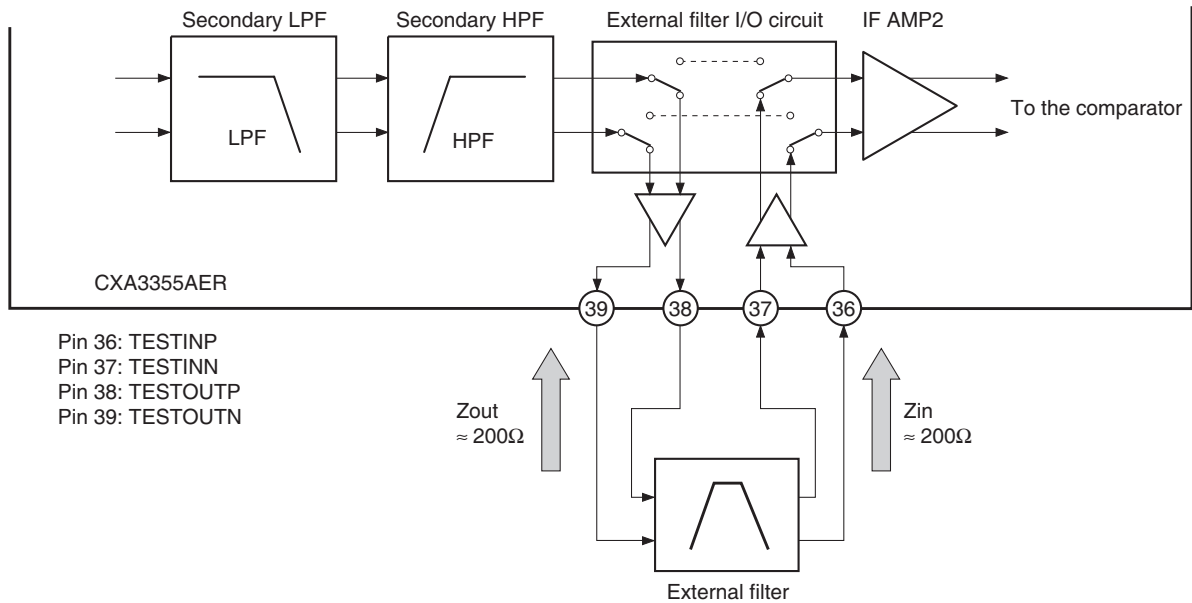 Secondary LPF
Secondary HPF
External filter I/O circuit
IF AMP2
LPF
HPF
To the comparator
CXA3355AER
39
38
37
36
Pin 36: TESTINP
Pin 37: TESTINN
Pin 38: TESTOUTP
Pin 39: TESTOUTN
Zout
≈ 200Ω
Zin
≈ 200Ω
External filter